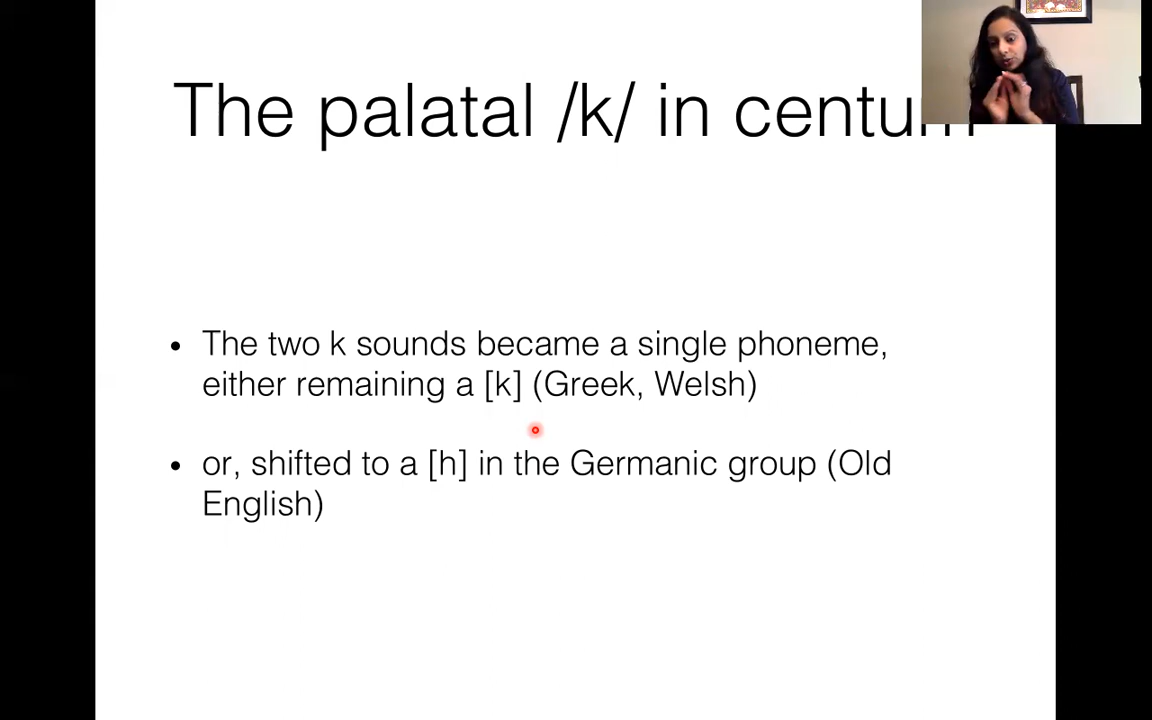 The palatal /k/ in centum
• The two k sounds became a single phoneme,
either remaining a [k] (Greek, Welsh)
• or, shifted to a [h] in the Germanic group (Old
English)